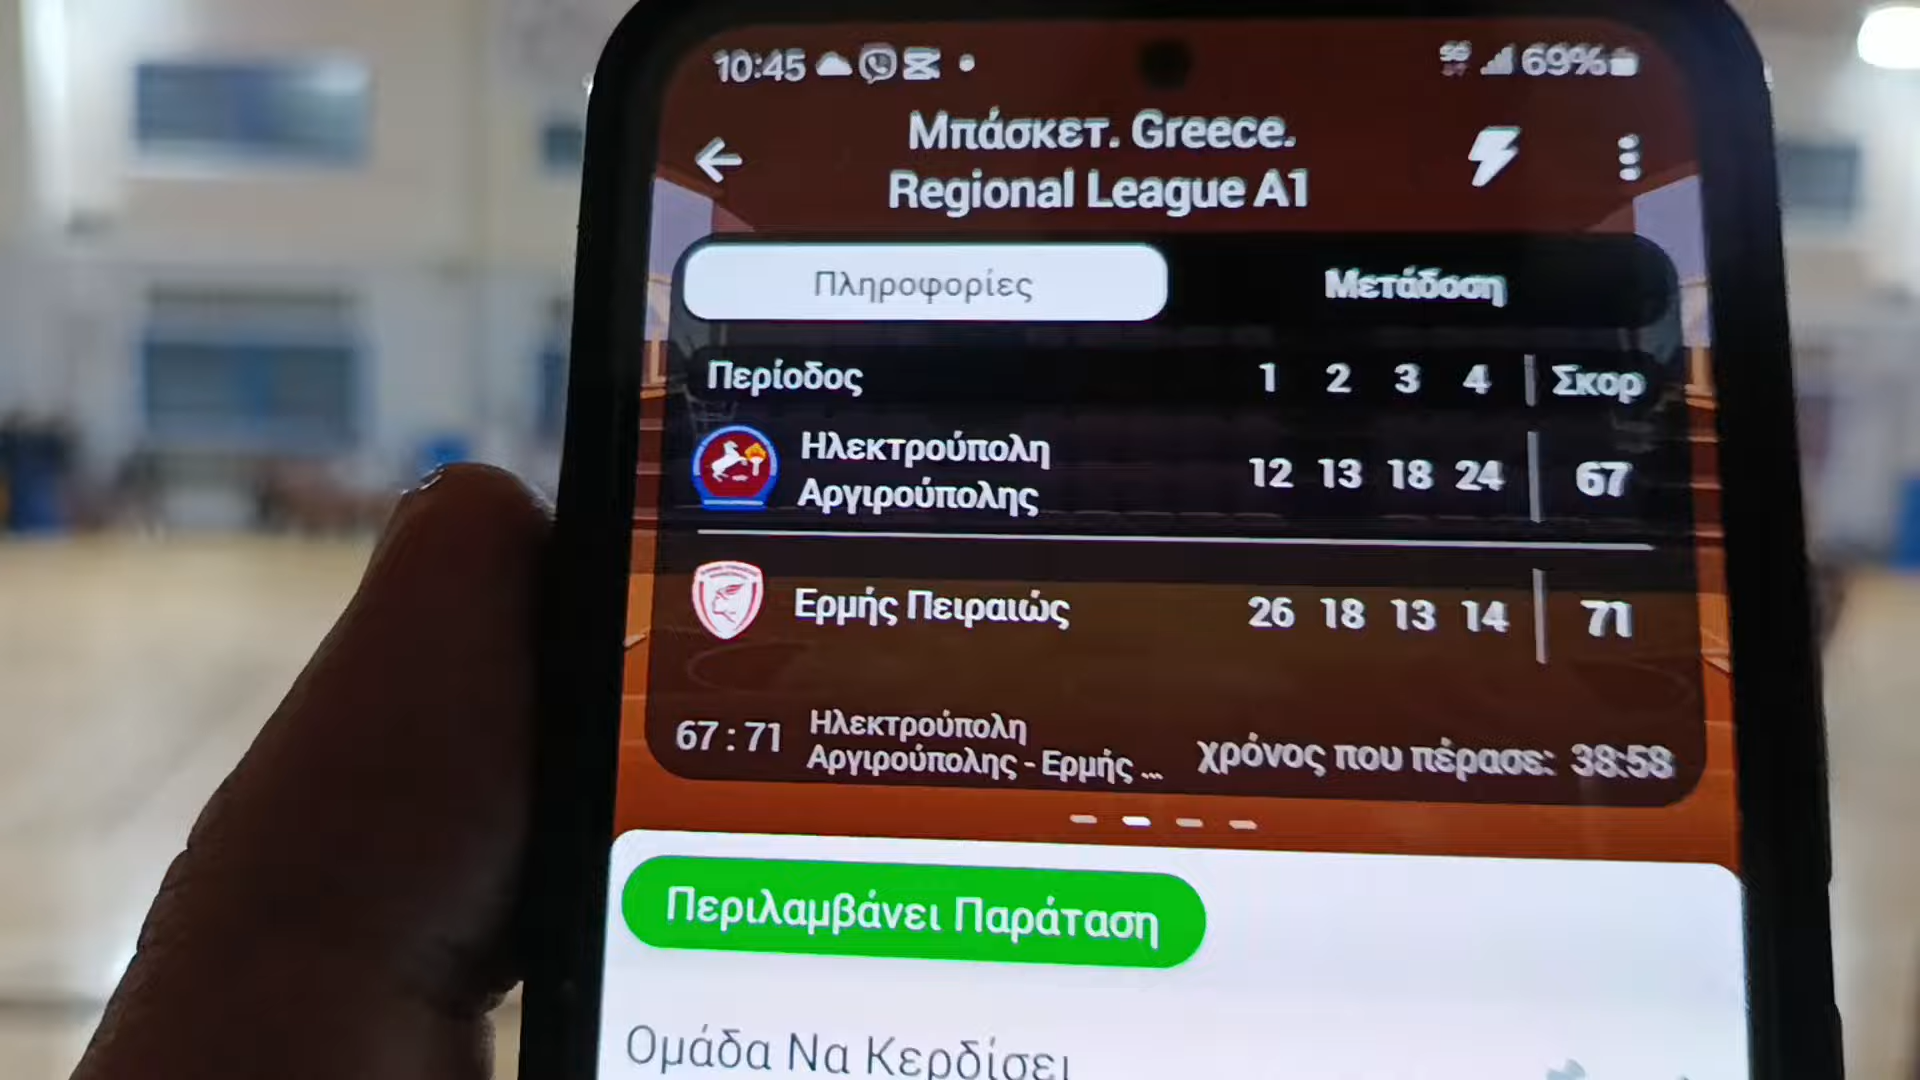 10:45
69%
Μπάσκετ. Greece.
Regional League A1
Πληροφορίες
Μετάδοση
Περίοδος 1 2 3 4 Σκορ
Ηλεκτρούπολη
Αργιρούπολης
12 13 18 24 67
Ερμής Πειραιώς 26 18 13 14 71
67 : 71
Ηλεκτρούπολη
Αργιρούπολης - Ερμής ...
χρόνος που πέρασε: 38:58
Περιλαμβάνει Παράταση
Ομάδα Να Κερδίσει